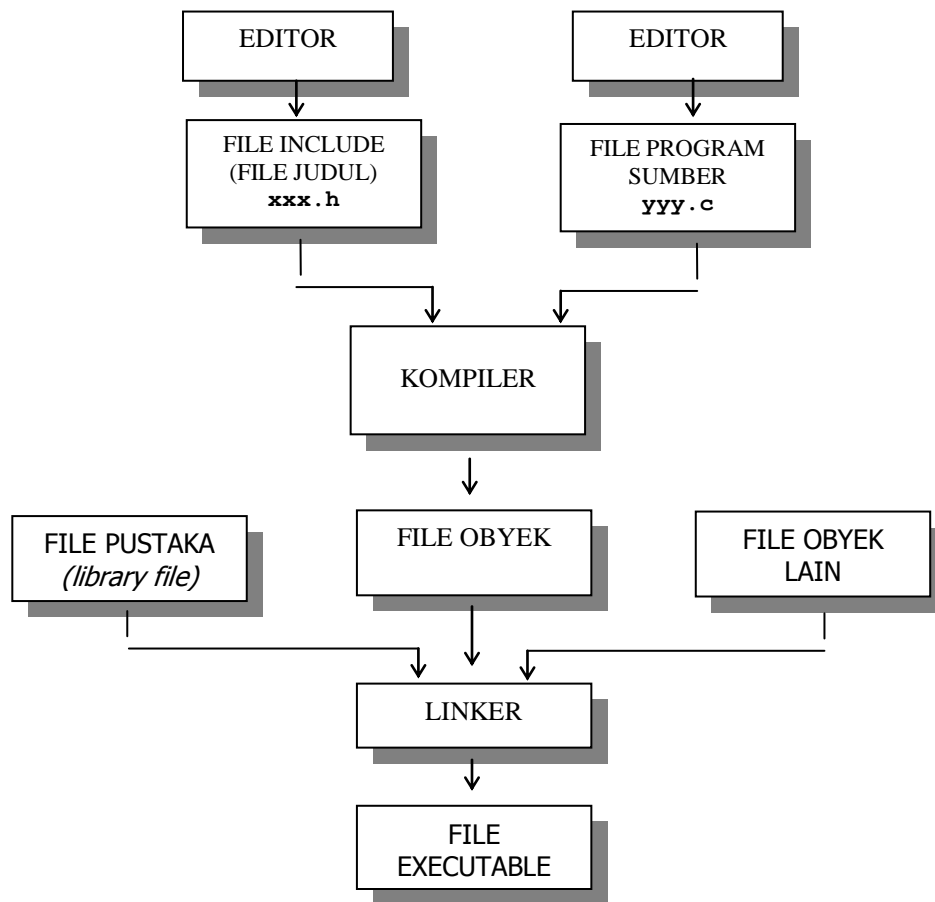 EDITOR
EDITOR
FILE INCLUDE
(FILE JUDUL)
xxx.h
FILE PROGRAM
SUMBER
yyy.c
KOMPILER
FILE PUSTAKA
(library file)
FILE OBYEK
FILE OBYEK
LAIN
LINKER
FILE
EXECUTABLE